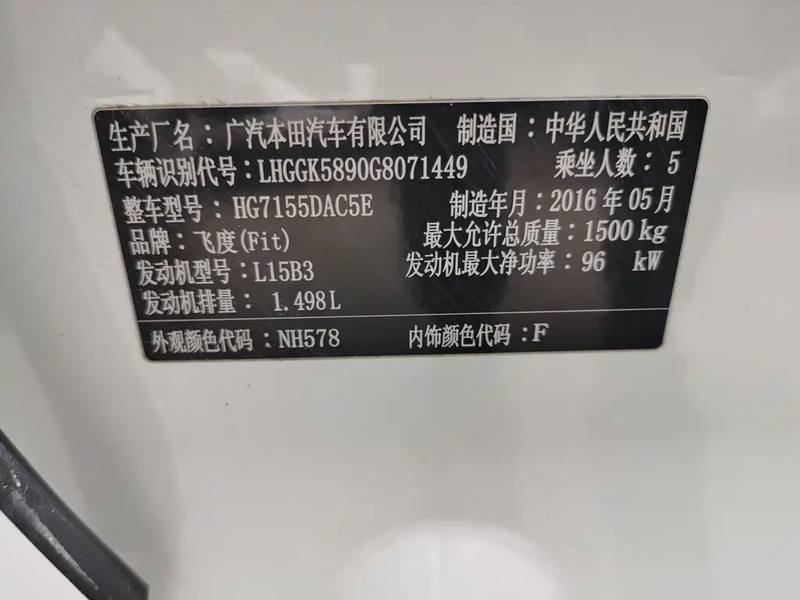 生产厂名：广汽本田汽车有限公司 制造国：中华人民共和国
车辆识别代号：LHGGK5890G8071449 乘坐人数：5
整车型号：HG7155DAC5E 制造年月：2016年05月
品牌：飞度(Fit) 最大允许总质量：1500 kg
发动机型号：L15B3 发动机最大净功率：96 kW
发动机排量：1.498L
外观颜色代码：NH578 内饰颜色代码：F